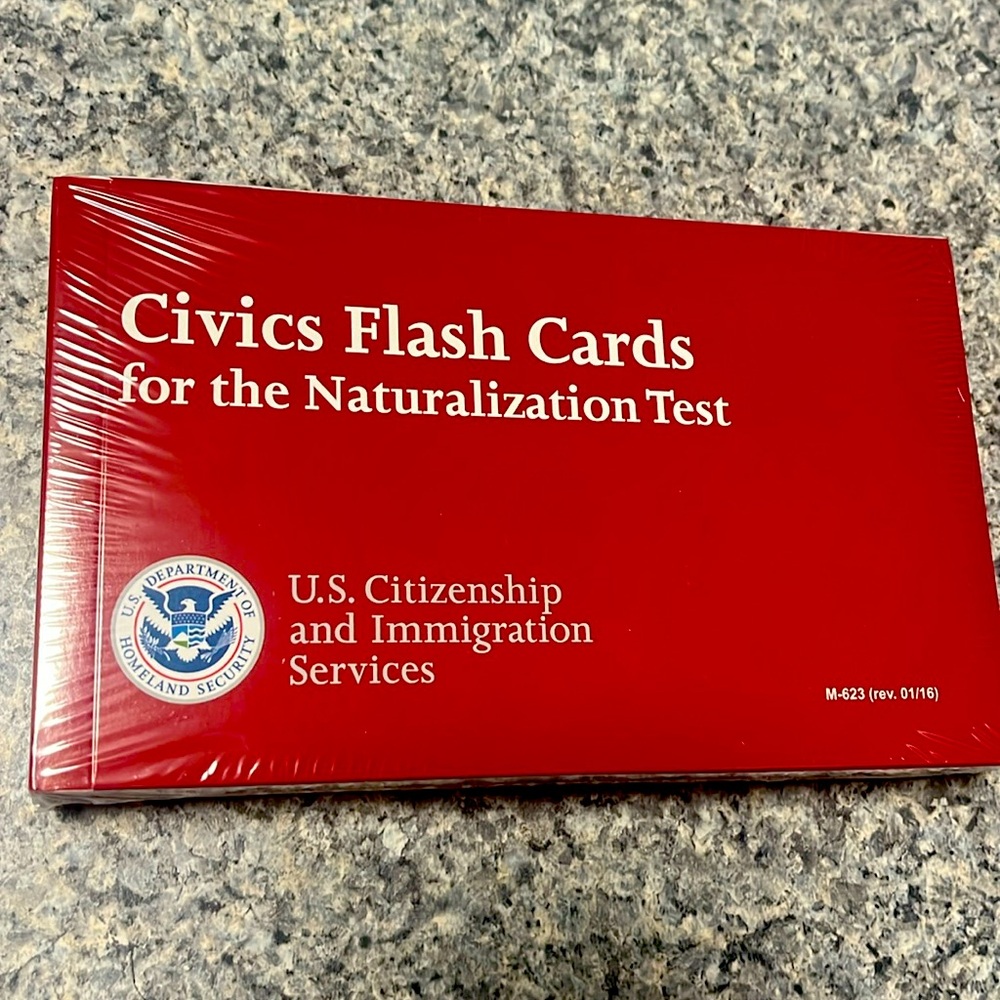 Civics Flash Cards
for the Naturalization Test
U.S. DEPARTMENT OF
HOMELAND SECURITY
U.S. Citizenship
and Immigration
Services
M-623 (rev. 01/16)